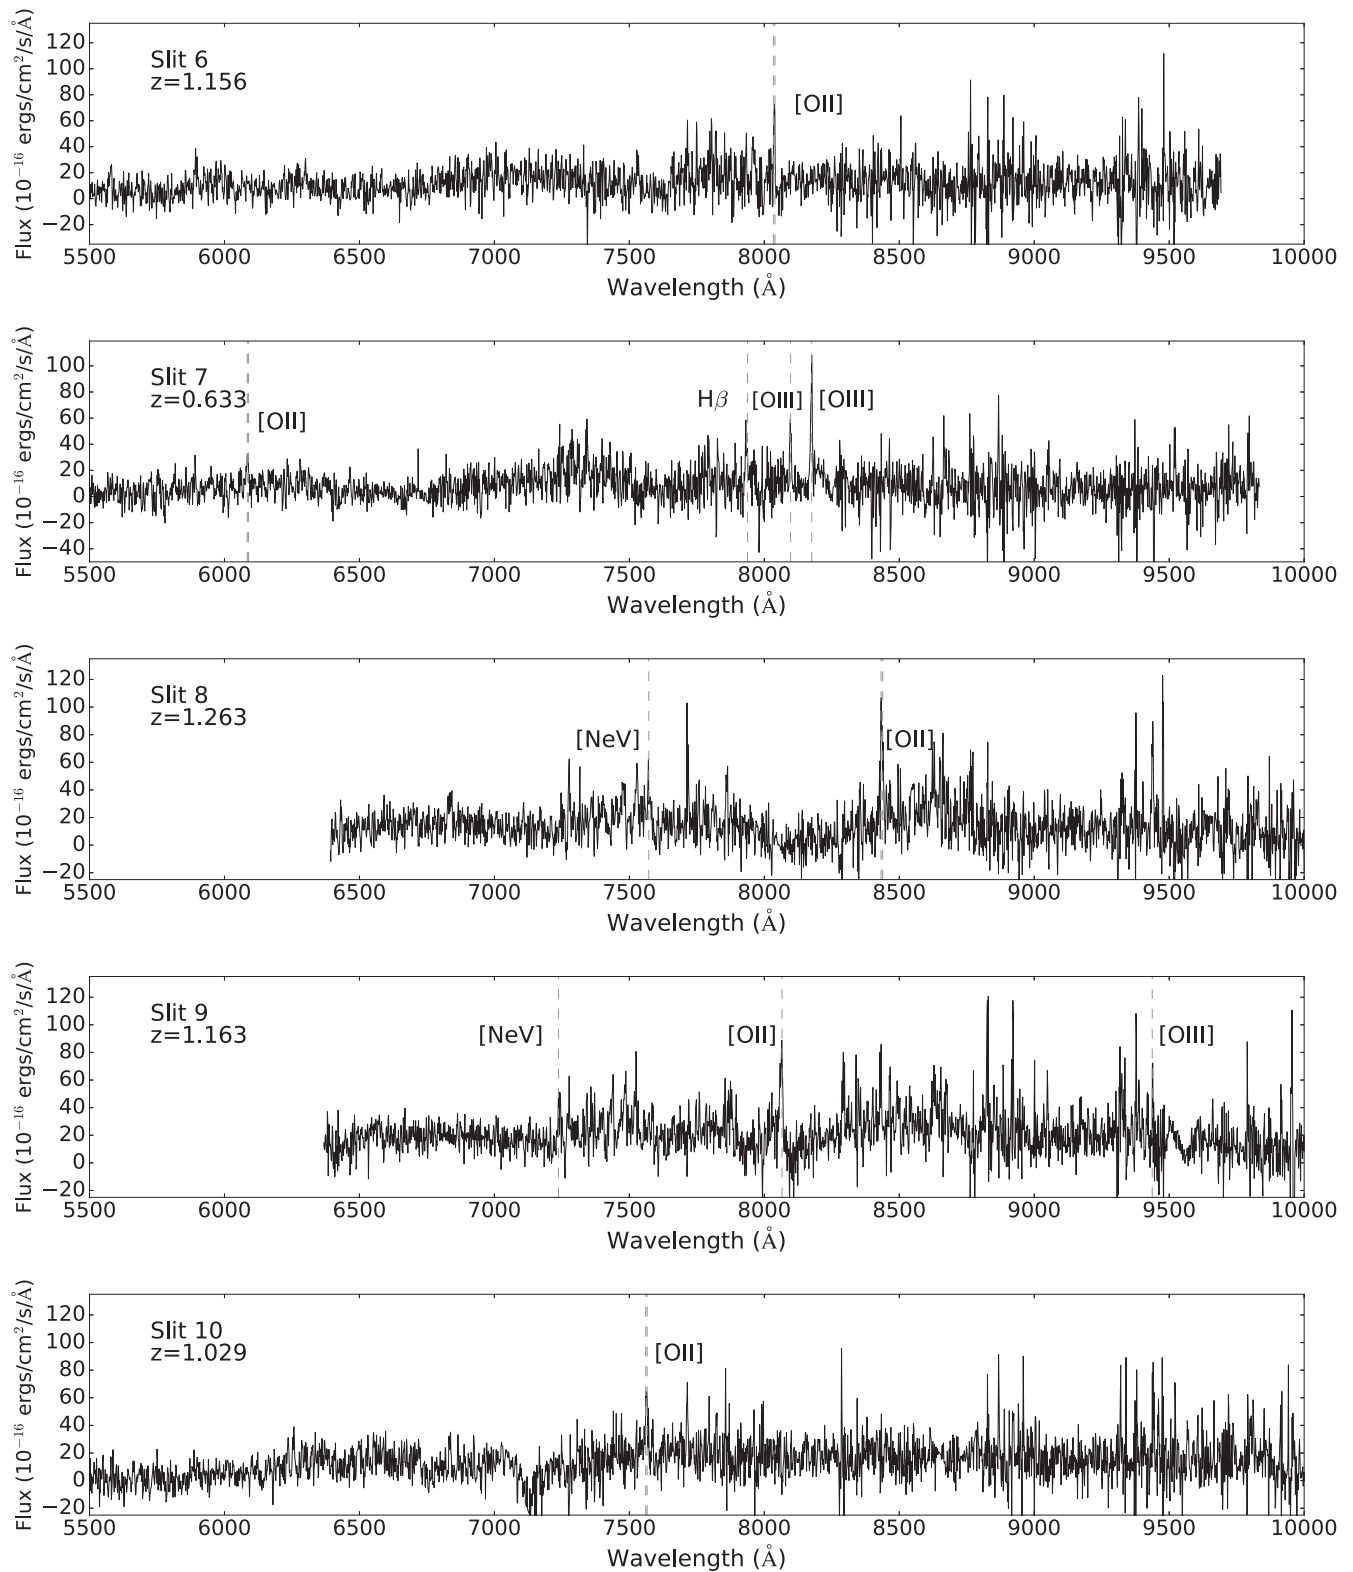 Flux (10⁻¹⁶ ergs/cm²/s/Å)
120
100
80
60
40
20
0
−20
Slit 6
z=1.156
[OII]
5500 6000 6500 7000 7500 8000 8500 9000 9500 10000
Wavelength (Å)
Flux (10⁻¹⁶ ergs/cm²/s/Å)
100
80
60
40
20
0
−20
−40
Slit 7
z=0.633
[OII]
Hβ [OIII] [OIII]
5500 6000 6500 7000 7500 8000 8500 9000 9500 10000
Wavelength (Å)
Flux (10⁻¹⁶ ergs/cm²/s/Å)
120
100
80
60
40
20
0
−20
Slit 8
z=1.263
[NeV] [OII]
5500 6000 6500 7000 7500 8000 8500 9000 9500 10000
Wavelength (Å)
Flux (10⁻¹⁶ ergs/cm²/s/Å)
120
100
80
60
40
20
0
−20
Slit 9
z=1.163
[NeV] [OII] [OIII]
5500 6000 6500 7000 7500 8000 8500 9000 9500 10000
Wavelength (Å)
Flux (10⁻¹⁶ ergs/cm²/s/Å)
120
100
80
60
40
20
0
−20
Slit 10
z=1.029
[OII]
5500 6000 6500 7000 7500 8000 8500 9000 9500 10000
Wavelength (Å)